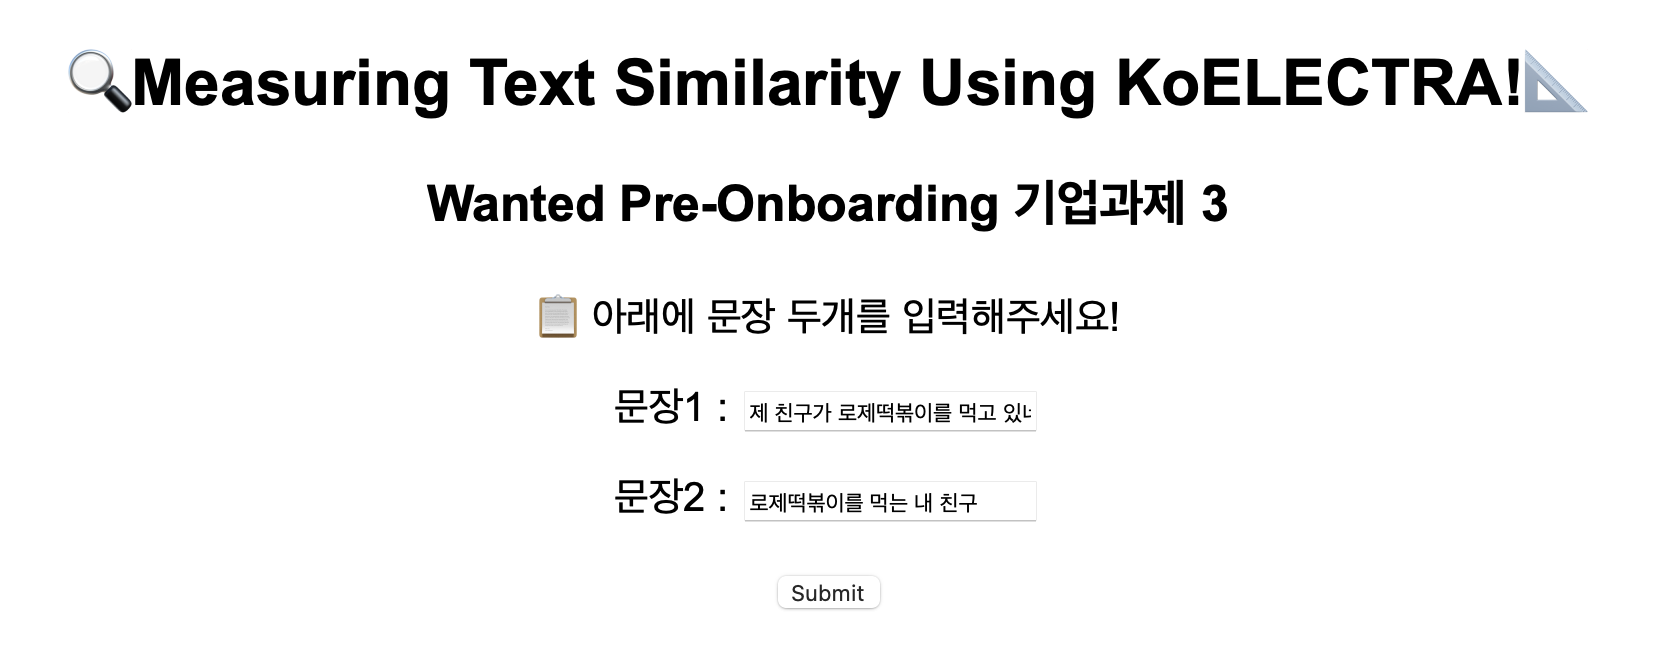 Measuring Text Similarity Using KoELECTRA!
Wanted Pre-Onboarding 기업과제 3
아래에 문장 두개를 입력해주세요!
문장1 : 제 친구가 로제떡볶이를 먹고
문장2 : 로제떡볶이를 먹는 내 친구
Submit